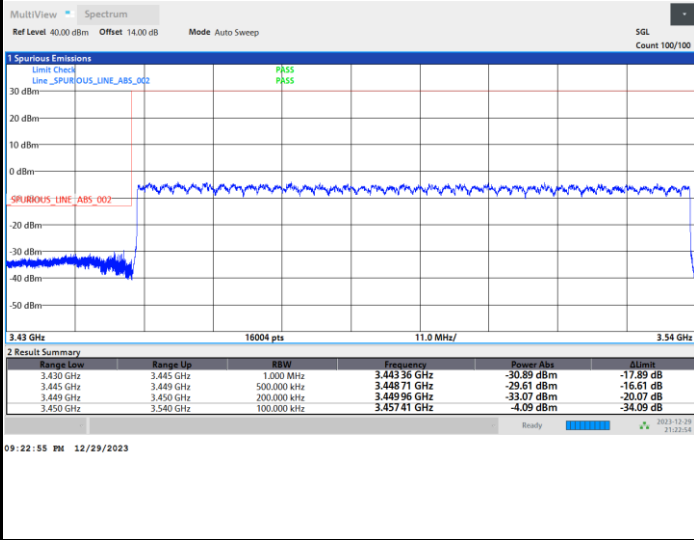 MultiView Spectrum
Ref Level 40.00 dBm Offset 14.00 dB Mode Auto Sweep SGL
Count 100/100
1 Spurious Emissions
Limit Check PASS
Line _SPURIOUS_LINE_ABS_002 PASS
30 dBm
20 dBm
10 dBm
0 dBm
_SPURIOUS_LINE_ABS_002
-20 dBm
-30 dBm
-40 dBm
-50 dBm
3.43 GHz 16004 pts 11.0 MHz/ 3.54 GHz
2 Result Summary
Range Low Range Up RBW Frequency Power Abs ΔLimit
3.430 GHz 3.445 GHz 1.000 MHz 3.443 36 GHz -30.89 dBm -17.89 dB
3.445 GHz 3.449 GHz 500.000 kHz 3.448 71 GHz -29.61 dBm -16.61 dB
3.449 GHz 3.450 GHz 200.000 kHz 3.449 96 GHz -33.07 dBm -20.07 dB
3.450 GHz 3.540 GHz 100.000 kHz 3.457 41 GHz -4.09 dBm -34.09 dB
Ready 2023-12-29
21:22:54
09:22:55 PM 12/29/2023